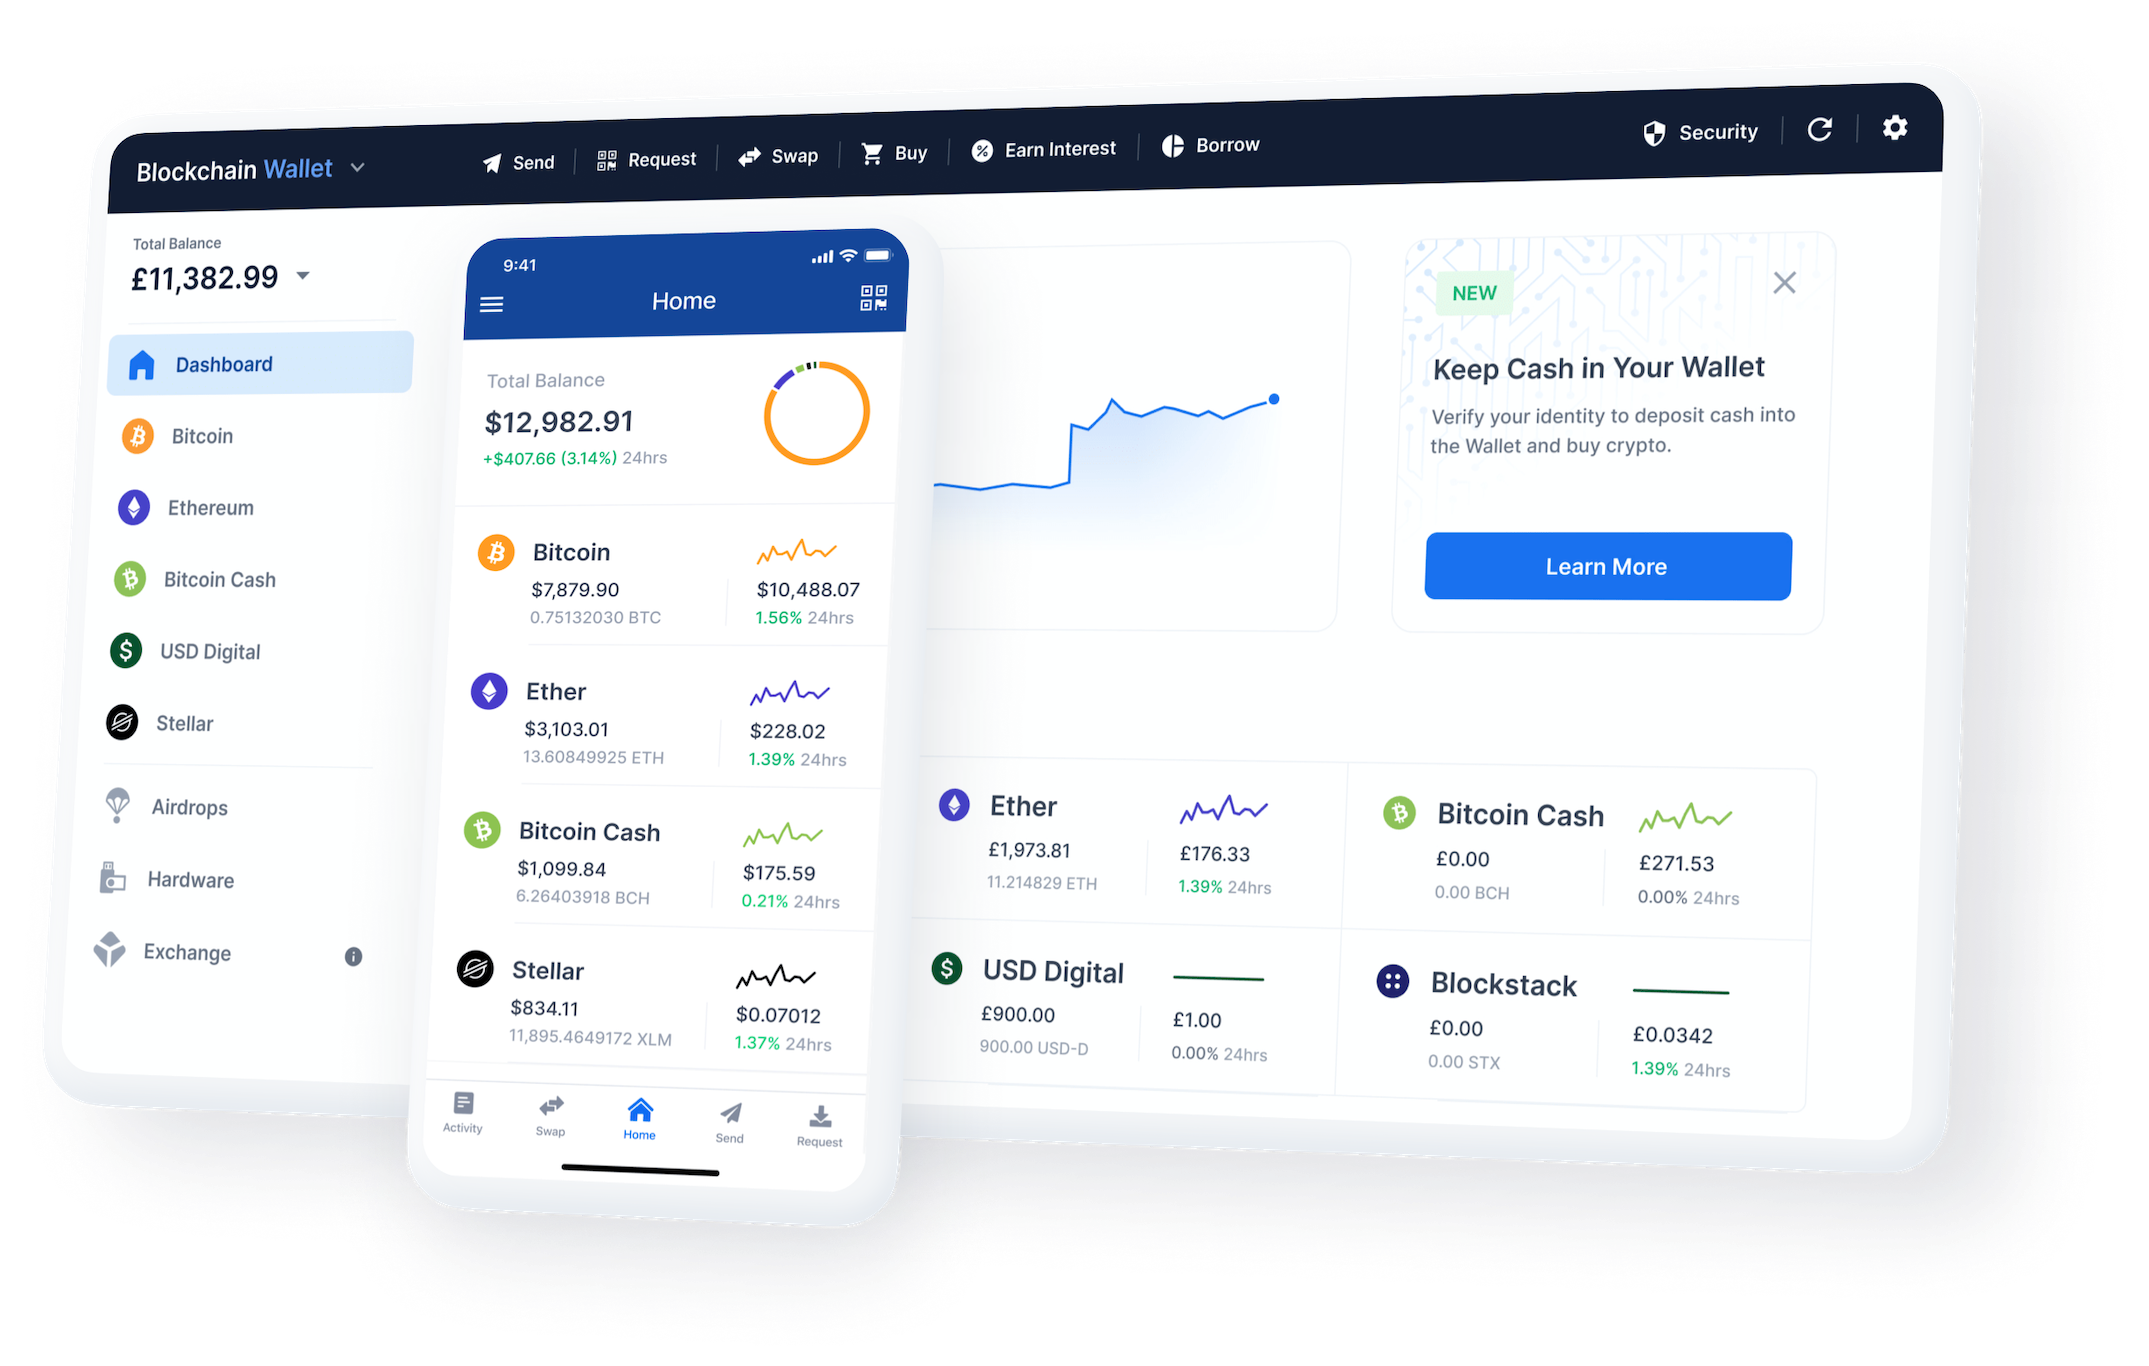 Blockchain Wallet
Send
Request
Swap
Buy
Earn Interest
Borrow
Security
Total Balance
£11,382.99
Dashboard
Bitcoin
Ethereum
Bitcoin Cash
USD Digital
Stellar
Airdrops
Hardware
Exchange
9:41
Home
Total Balance
$12,982.91
+$407.66 (3.14%) 24hrs
Bitcoin
$7,879.90
$10,488.07
0.75132030 BTC
1.56% 24hrs
Ether
$3,103.01
$228.02
13.60849925 ETH
1.39% 24hrs
Bitcoin Cash
$1,099.84
$175.59
6.26403918 BCH
0.21% 24hrs
Stellar
$834.11
$0.07012
11,895.4649172 XLM
1.37% 24hrs
Activity
Swap
Home
Send
Request
NEW
Keep Cash in Your Wallet
Verify your identity to deposit cash into
the Wallet and buy crypto.
Learn More
Ether
£1,973.81
£176.33
11.214829 ETH
1.39% 24hrs
Bitcoin Cash
£0.00
£271.53
0.00 BCH
0.00% 24hrs
USD Digital
£900.00
£1.00
900.00 USD-D
0.00% 24hrs
Blockstack
£0.00
£0.0342
0.00 STX
1.39% 24hrs